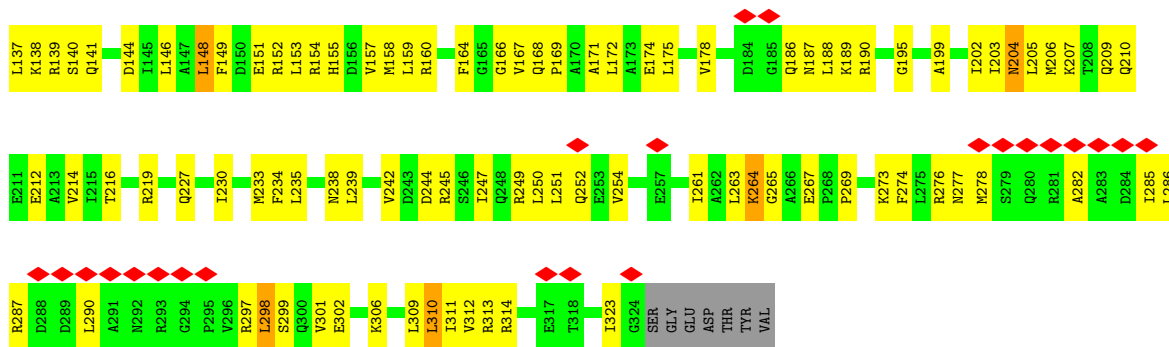 L137 K138 R139 S140 Q141 D144 I145 L146 A147 L148 F149 D150 E151 R152 L153 R154 H155 D156 V157 M158 L159 R160 F164 G165 G166 V167 Q168 P169 A170 A171 L172 A173 E174 L175 V178 D184 G185 Q186 N187 L188 K189 R190 G195 A199 I202 I203 N204 L205 M206 K207 T208 Q209 Q210
E211 E212 A213 V214 I215 T216 R219 Q227 I230 M233 F234 L235 N238 L239 V242 D243 D244 R245 S246 I247 Q248 R249 L250 L251 Q252 E253 V254 E257 I261 A262 L263 K264 G265 A266 E267 P268 P269 K273 F274 L275 R276 N277 M278 S279 Q280 R281 A282 A283 D284 I285 L286
R287 D288 D289 L290 A291 N292 R293 G294 P295 V296 R297 L298 S299 Q300 V301 E302 K306 L309 L310 I311 V312 R313 R314 E317 T318 I323 G324 SER GLY GLU ASP THR TYR VAL